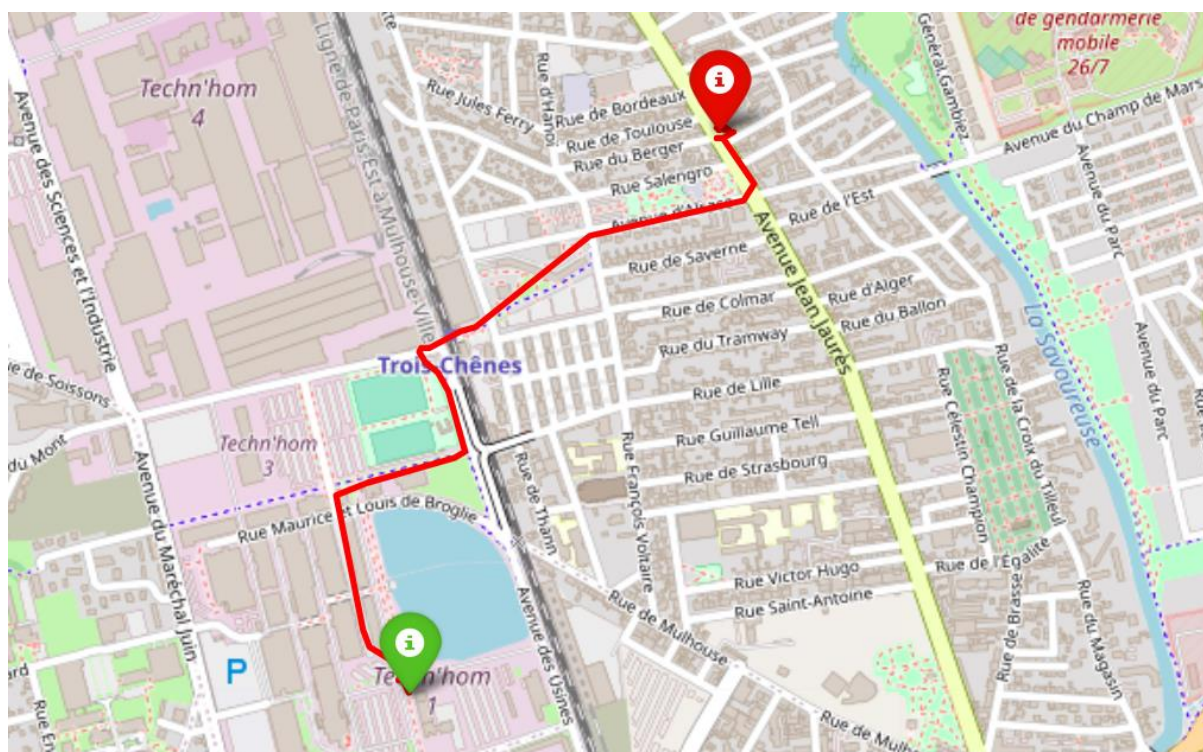 de gendarmerie
mobile
26/7
Général Gambiez
Techn'hom
4
Ligne de Paris-Est à Mulhouse-Ville
Avenue des Sciences et l'Industrie
Rue Jules Ferry
Rue d'Hanoï
Rue de Bordeaux
Rue de Toulouse
Rue du Berger
Rue Salengro
Avenue du Champ de Mar
Avenue du Parc
Rue de l'Est
Rue de Saverne
Avenue Jean Jaurès
Rue de Colmar
Rue d'Alger
Rue du Ballon
Rue du Tramway
Trois Chênes
La Savoureuse
Avenue du Parc
Rue de Lille
Rue Célestin Champion
Rue de la Croix du Tilleul
ie de Soissons
du Mont
Techn'hom
3
Rue Guillaume Tell
Rue de Strasbourg
Rue François Voltaire
Rue de Thann
Avenue du Maréchal Juin
Rue Maurice et Louis de Broglie
Rue Victor Hugo
Rue Saint-Antoine
Rue de l'Égalité
Rue de Brasse
Rue du Magasin
Rue de Mulhouse
Rue de Mulhouse
Avenue des Usines
Techn'hom
1
P
ard
Rue En